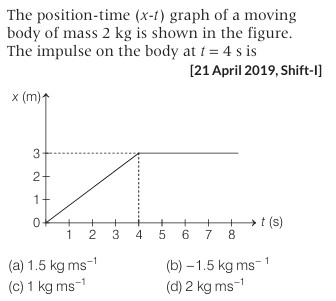 The position-time (x-t) graph of a moving
body of mass 2 kg is shown in the figure.
The impulse on the body at t = 4 s is
[21 April 2019, Shift-I]
x (m)
3
2
1
0
1 2 3 4 5 6 7 8
t (s)
(a) 1.5 kg ms⁻¹ (b) –1.5 kg ms⁻¹
(c) 1 kg ms⁻¹ (d) 2 kg ms⁻¹